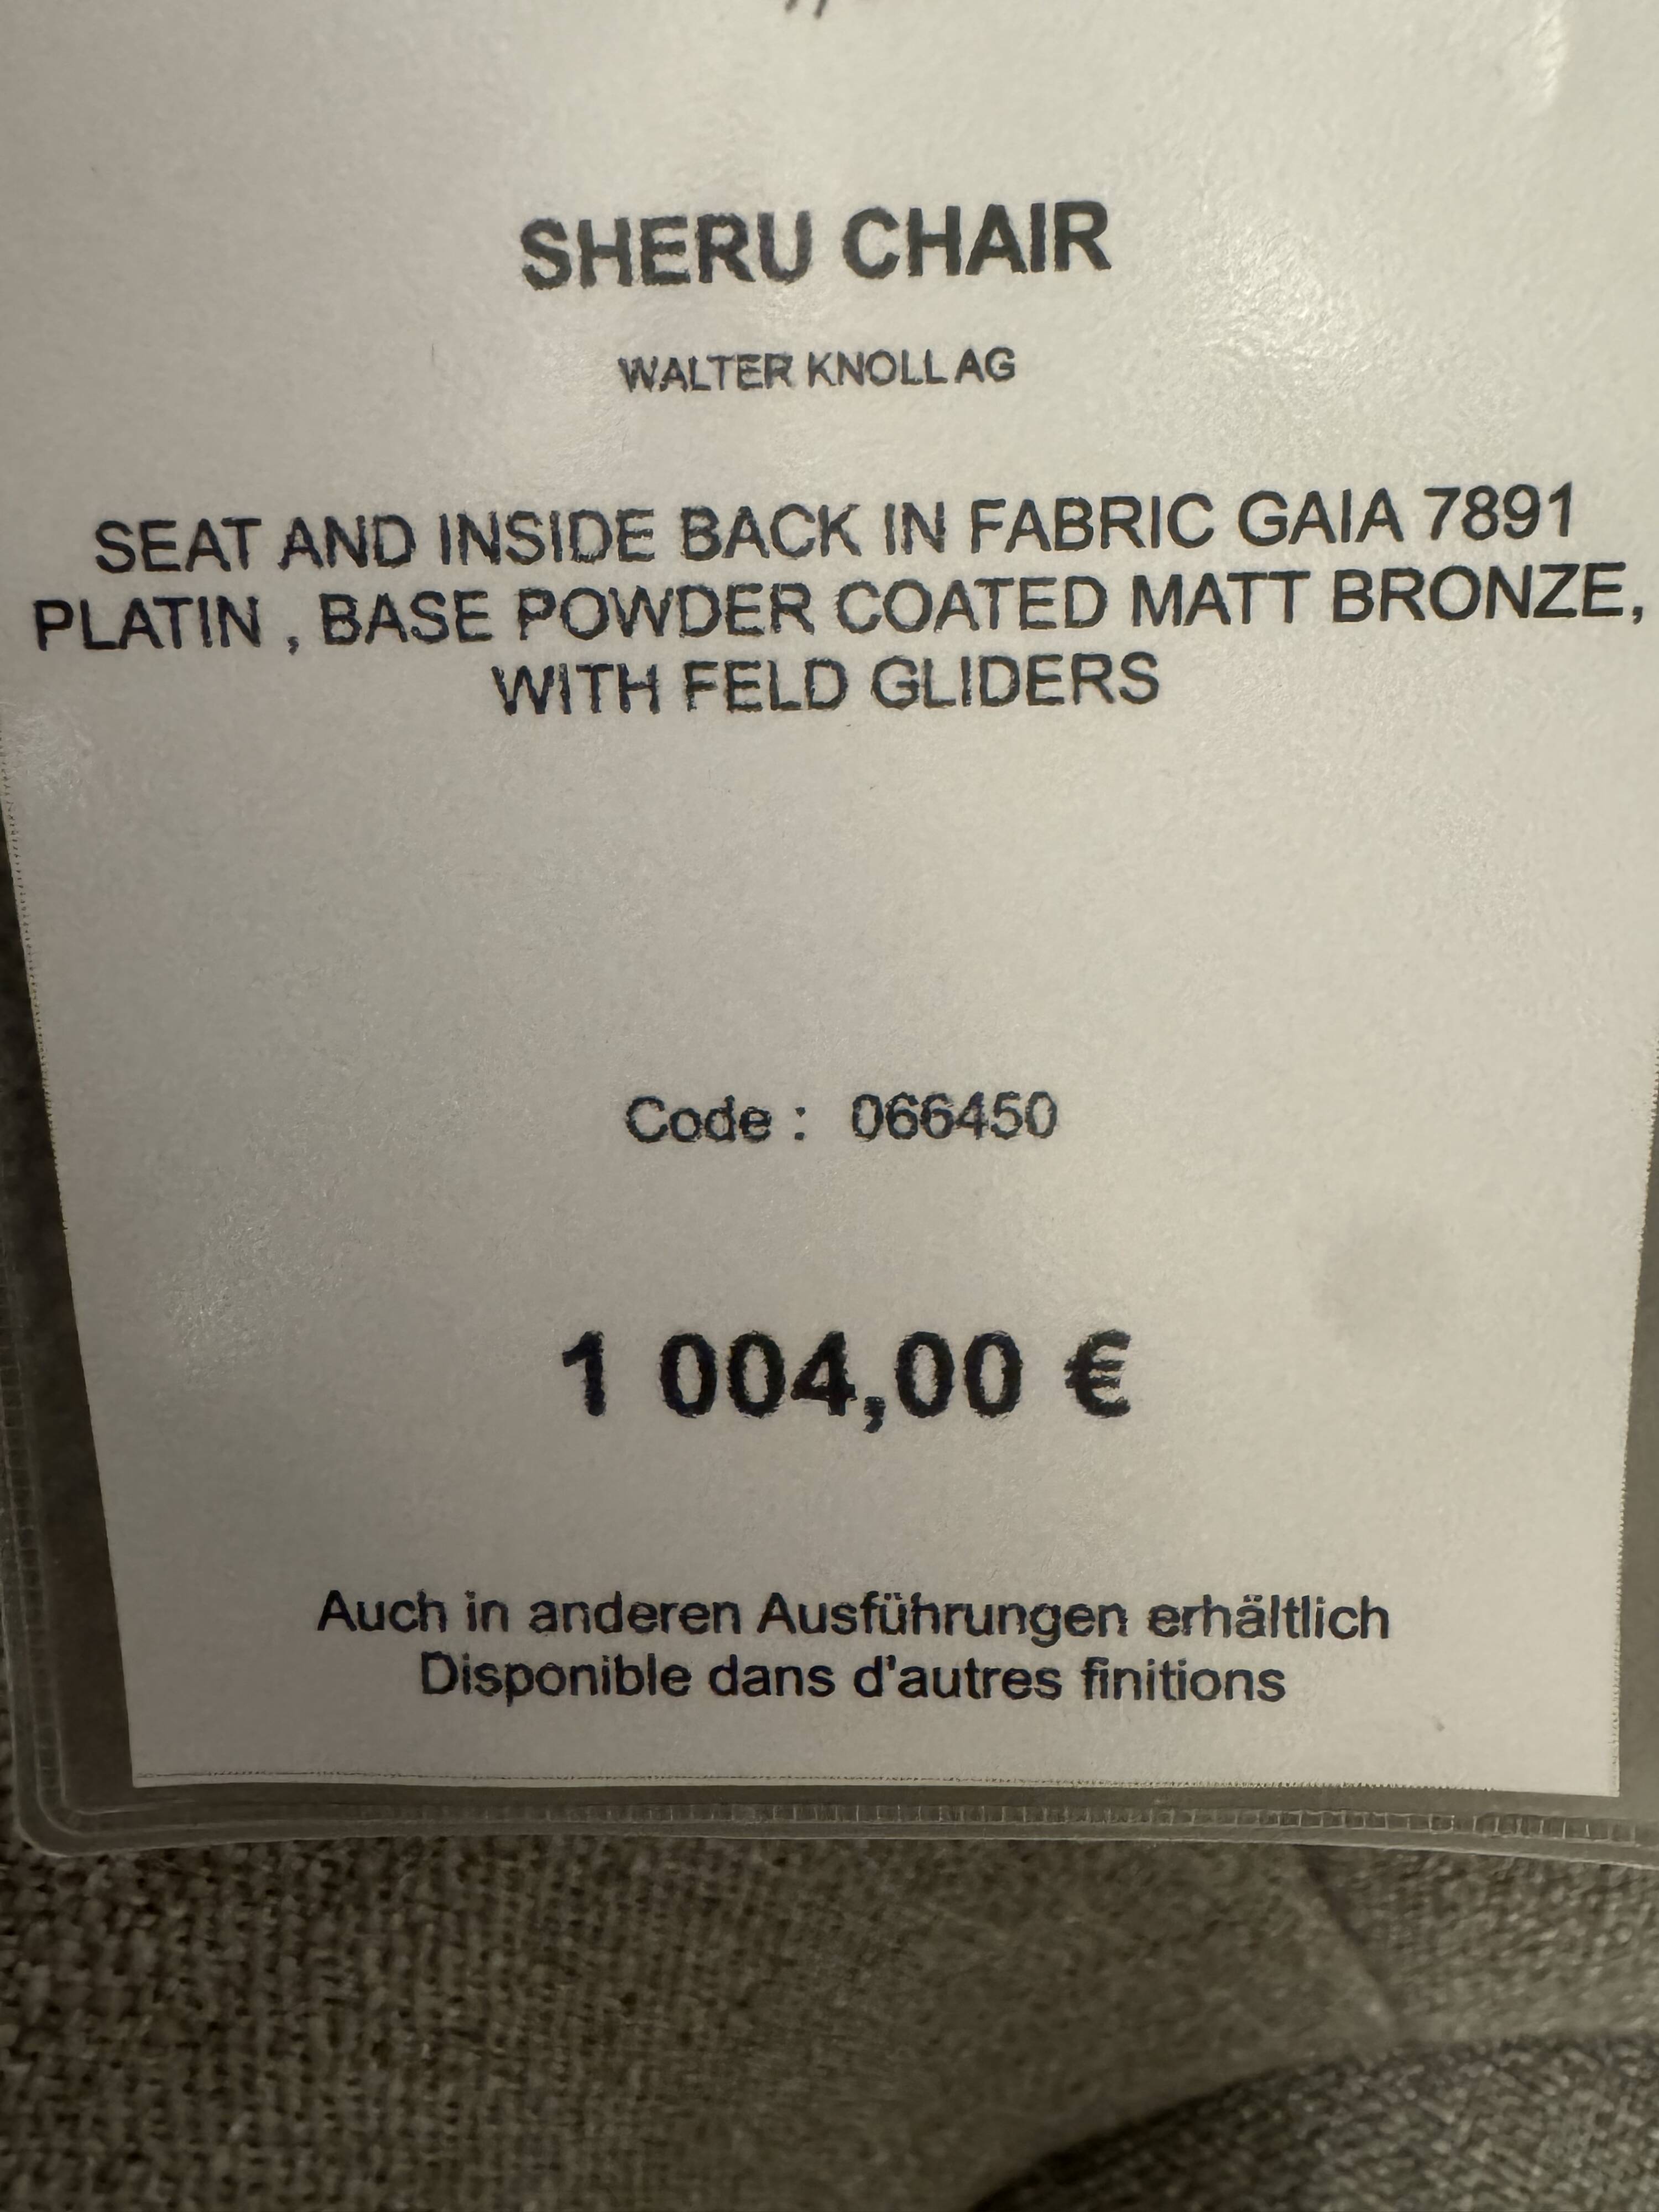 SHERU CHAIR
WALTER KNOLL AG
SEAT AND INSIDE BACK IN FABRIC GAIA 7891
PLATIN , BASE POWDER COATED MATT BRONZE,
WITH FELD GLIDERS
Code : 066450
1 004,00 €
Auch in anderen Ausführungen erhältlich
Disponible dans d'autres finitions